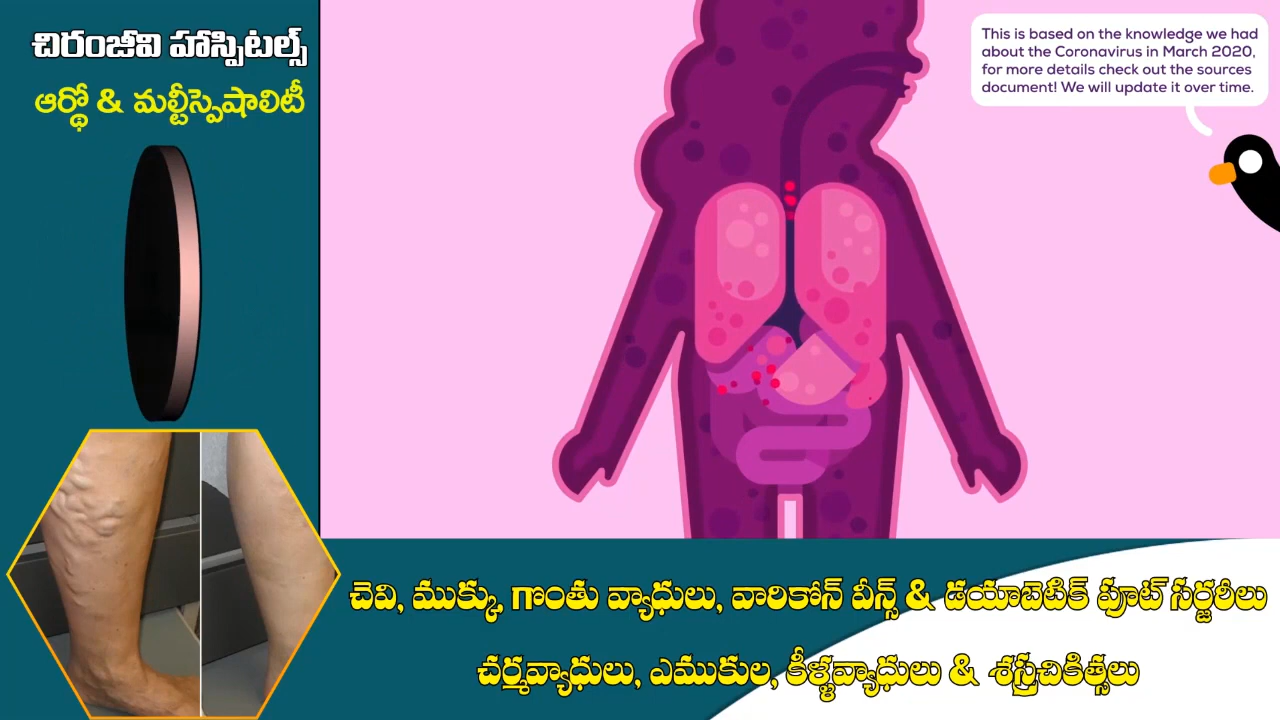 చిరంజీవి హాస్పిటల్స్
ఆర్థో & మల్టీస్పెషాలిటీ
This is based on the knowledge we had
about the Coronavirus in March 2020,
for more details check out the sources
document! We will update it over time.
చెవి, ముక్కు, గొంతు వ్యాధులు, వారికోన్ వీన్స్ & డయాబెటిక్ ఫూట్ సర్జరీలు
చర్మవ్యాధులు, ఎముకుల, కీళ్ళవ్యాధులు & శస్త్రచికిత్సలు